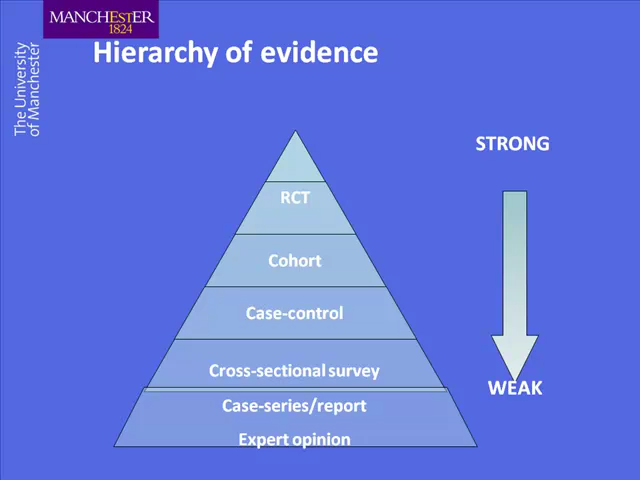 MANCHESTER
1824
The University
of Manchester
Hierarchy of evidence
STRONG
RCT
Cohort
Case-control
Cross-sectional survey
WEAK
Case-series/report
Expert opinion